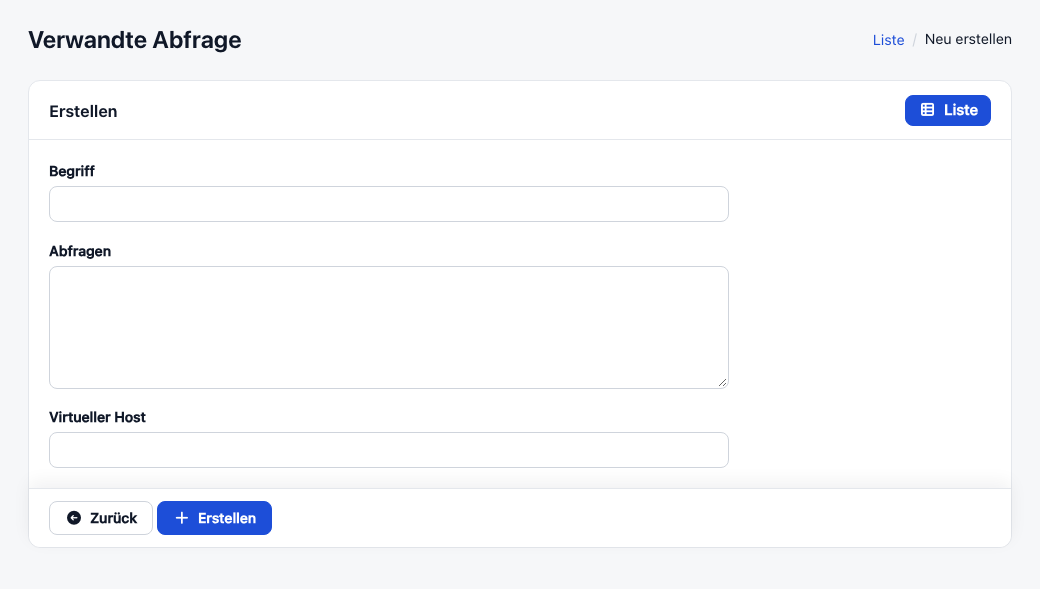 Verwandte Abfrage
Liste / Neu erstellen
Erstellen
Liste
Begriff
Abfragen
Virtueller Host
Zurück
Erstellen